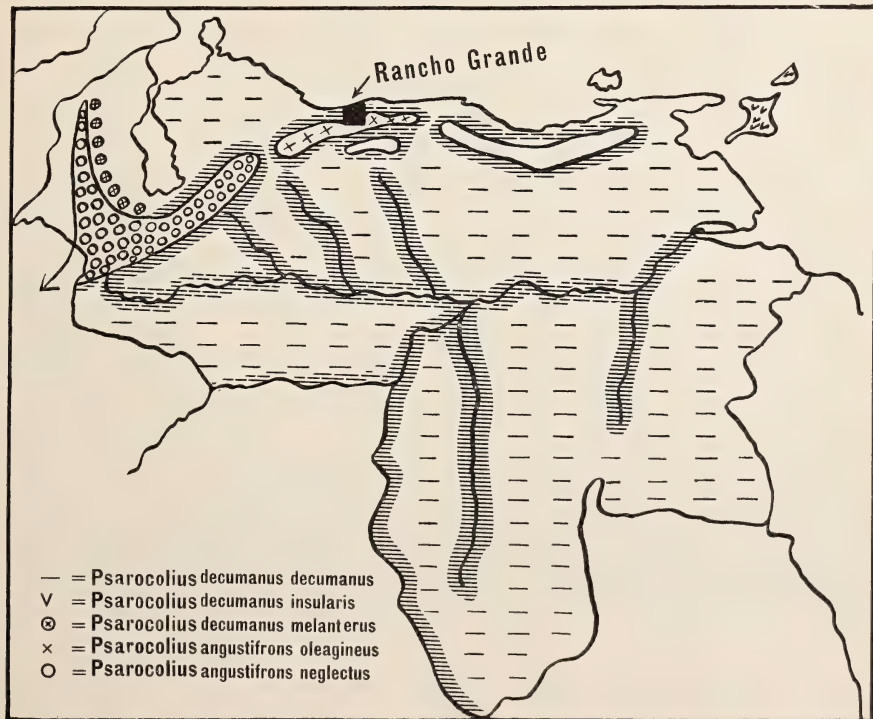 Rancho Grande
— = Psarocolius decumanus decumanus
V = Psarocolius decumanus insularis
⊗ = Psarocolius decumanus melanterus
× = Psarocolius angustifrons oleagineus
O = Psarocolius angustifrons neglectus